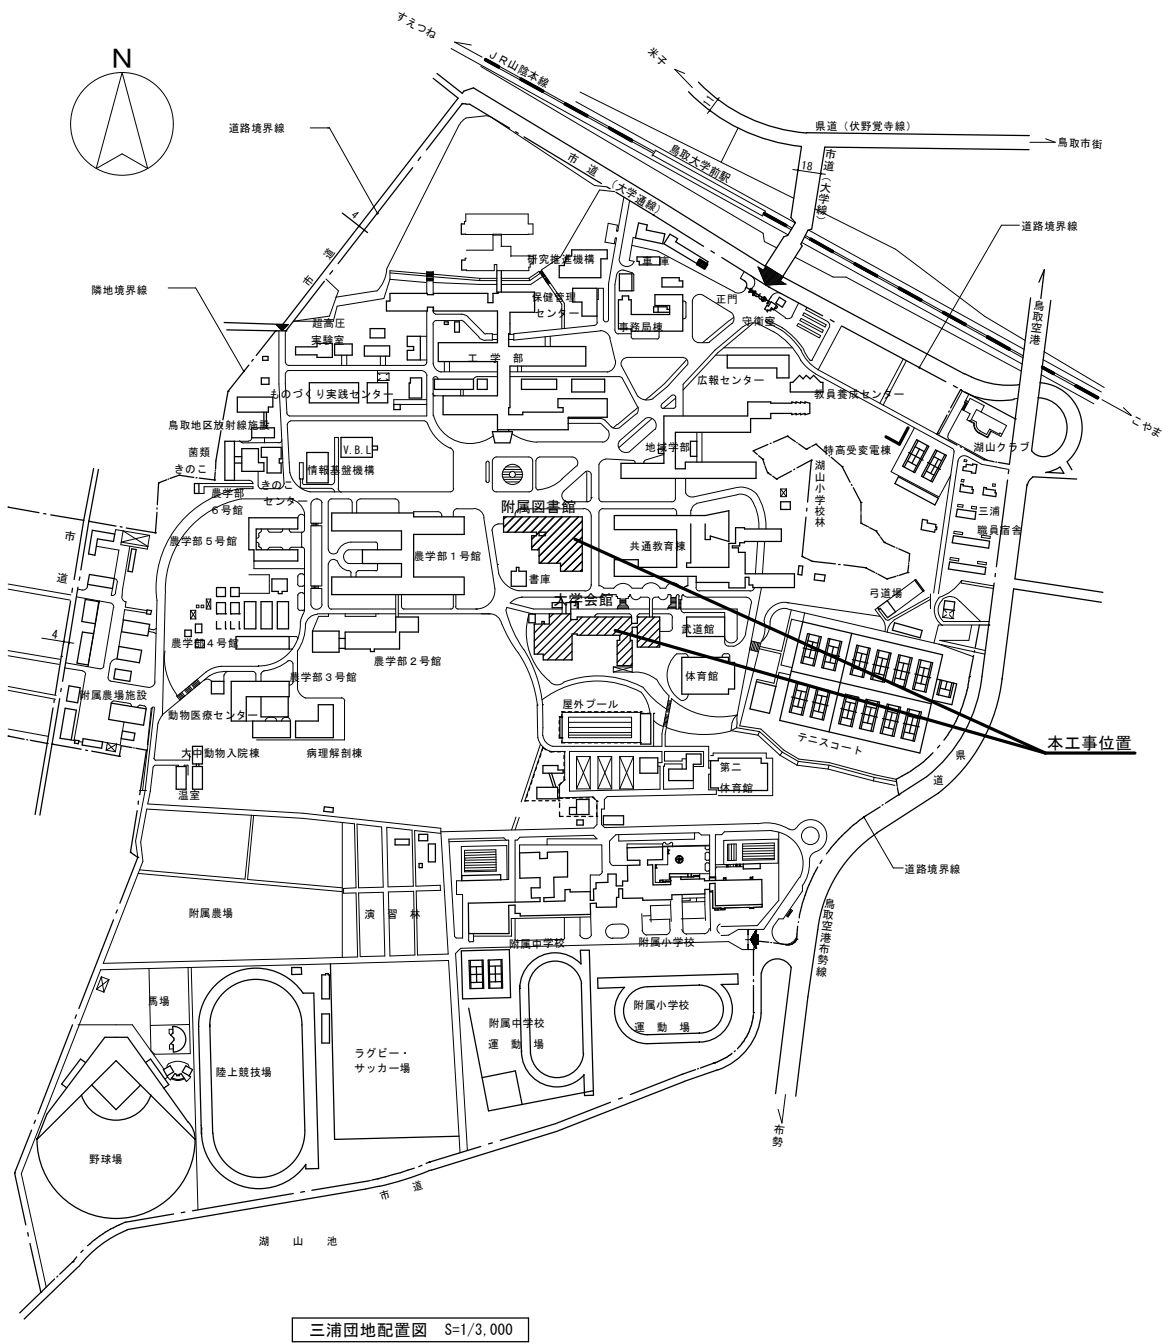 すえつね
N
JR山陰本線
米子
11
道路境界線
県道（伏野覚寺線）
鳥取市街
市道
（大学通線）
鳥取大学前駅
18
市道（大学線）
道路境界線
4
市道
隣地境界線
研究推進機構
車庫
保健管理
センター
正門
守衛室
事務局棟
鳥取空港
超高圧
実験室
工学部
広報センター
教員養成センター
ものづくり実践センター
こやま
鳥取地区放射線施設
V.B.L
地域学部
特高受変電棟
湖山クラブ
菌類
きのこ
情報基盤機構
きのこ
センター
湖山小学校林
農学部
6号館
附属図書館
三浦
職員宿舎
市道
農学部5号館
農学部1号館
共通教育棟
書庫
弓道場
大学会館
4
農学部4号館
武道館
農学部2号館
農学部3号館
体育館
附属農場施設
屋外プール
動物医療センター
テニスコート
本工事位置
大中動物入院棟
病理解剖棟
県道
第二
体育館
温室
道路境界線
附属農場
演習林
鳥取空港布勢線
附属中学校
附属小学校
馬場
附属小学校
運動場
附属中学校
運動場
ラグビー・
サッカー場
陸上競技場
布勢
野球場
市道
湖山池
三浦団地配置図 S=1/3,000